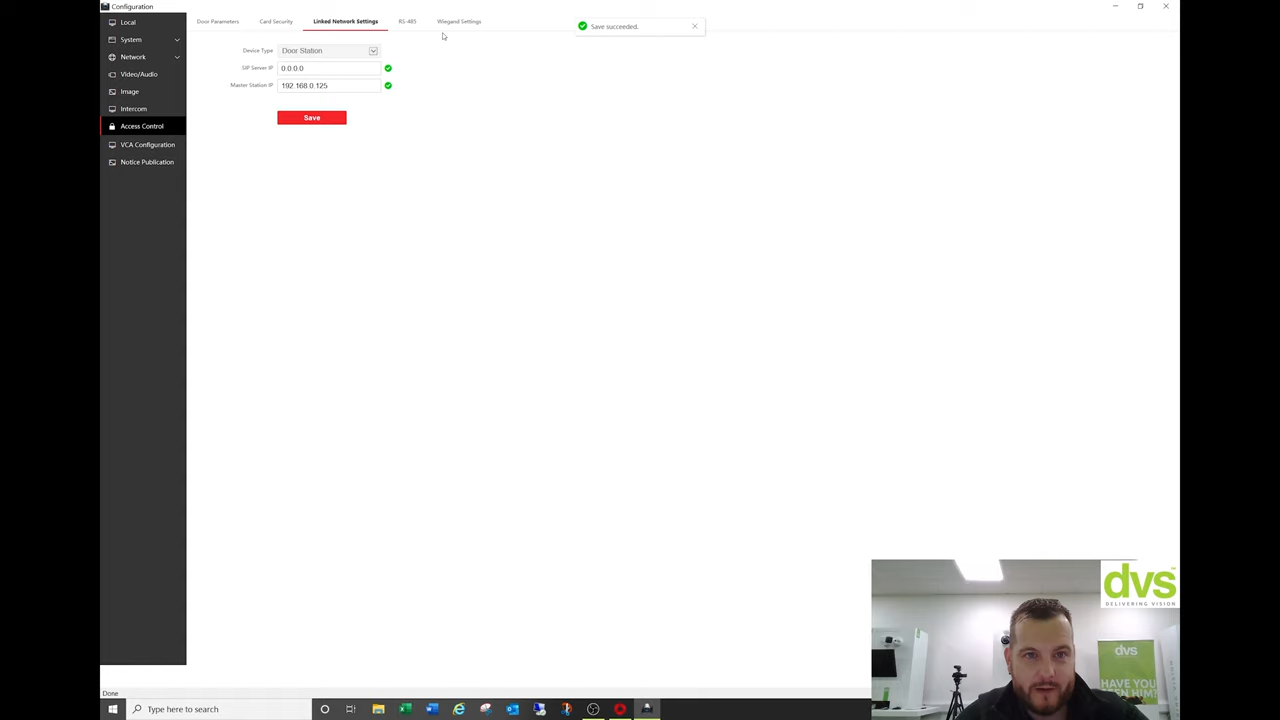 Configuration
Local
System
Network
Video/Audio
Image
Intercom
Access Control
VCA Configuration
Notice Publication
Door Parameters
Card Security
Linked Network Settings
RS-485
Wiegand Settings
Save succeeded.
Device Type
Door Station
SIP Server IP
0.0.0.0
Master Station IP
192.168.0.125
Save
Done
Type here to search
dvs
DELIVERING VISION
dvs
HAVE YOU
HIM?